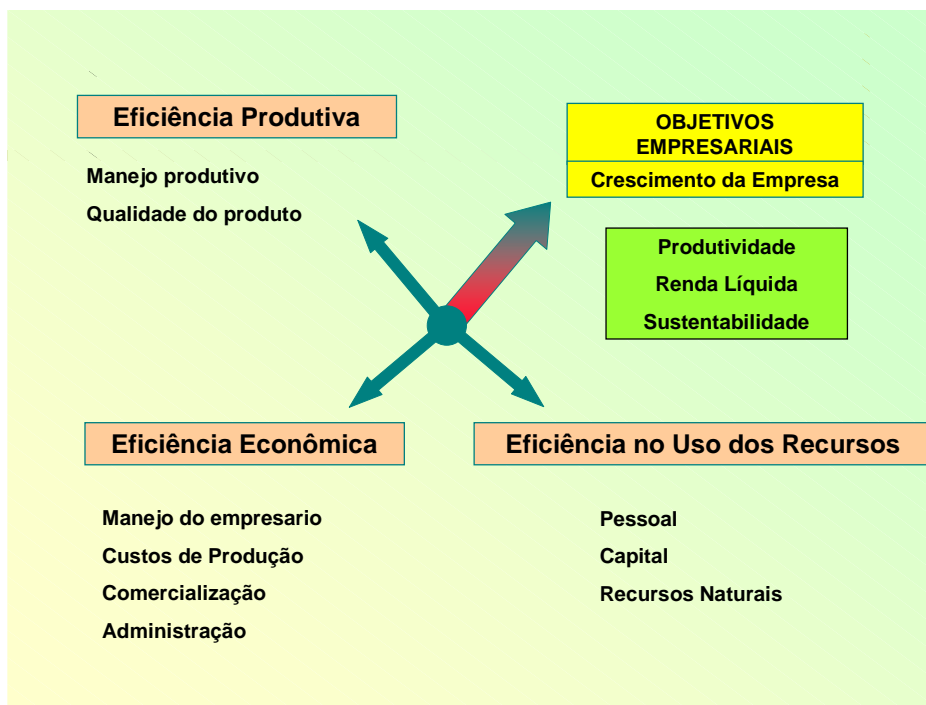 Eficiência Produtiva
Manejo produtivo
Qualidade do produto
OBJETIVOS
EMPRESARIAIS
Crescimento da Empresa
Produtividade
Renda Líquida
Sustentabilidade
Eficiência Econômica
Manejo do empresario
Custos de Produção
Comercialização
Administração
Eficiência no Uso dos Recursos
Pessoal
Capital
Recursos Naturais